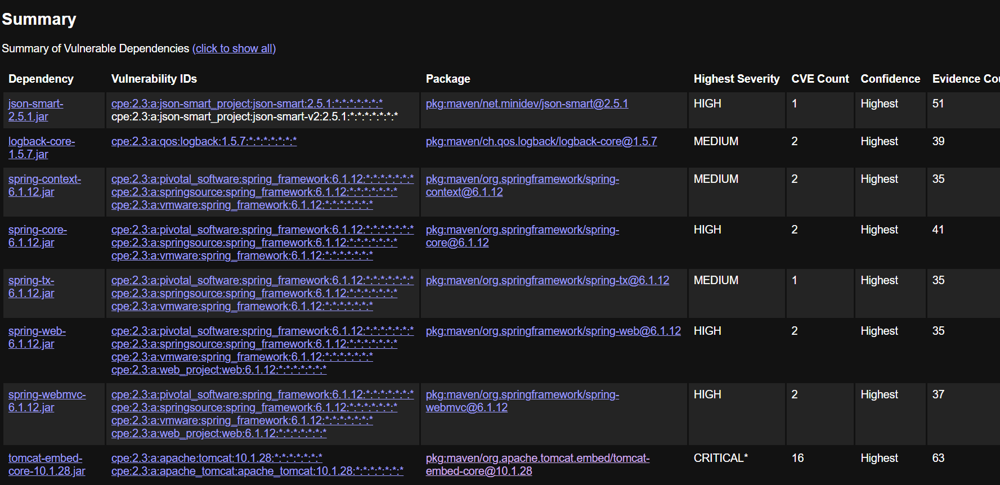 Summary
Summary of Vulnerable Dependencies (click to show all)
Dependency Vulnerability IDs Package Highest Severity CVE Count Confidence Evidence
json-smart- cpe:2.3:a:json-smart_project:json-smart:2.5.1:*:*:*:*:*:*:* pkg:maven/net.minidev/json-smart@2.5.1 HIGH 1 Highest 51
2.5.1.jar cpe:2.3:a:json-smart_project:json-smart-v2:2.5.1:*:*:*:*:*:*:*
logback-core- cpe:2.3:a:qos:logback:1.5.7:*:*:*:*:*:*:* pkg:maven/ch.qos.logback/logback-core@1.5.7 MEDIUM 2 Highest 39
1.5.7.jar
spring-context- cpe:2.3:a:pivotal_software:spring_framework:6.1.12:*:*:*:*:*:*:* pkg:maven/org.springframework/spring- MEDIUM 2 Highest 35
6.1.12.jar cpe:2.3:a:springsource:spring_framework:6.1.12:*:*:*:*:*:*:* context@6.1.12
cpe:2.3:a:vmware:spring_framework:6.1.12:*:*:*:*:*:*:*
spring-core- cpe:2.3:a:pivotal_software:spring_framework:6.1.12:*:*:*:*:*:*:* pkg:maven/org.springframework/spring- HIGH 2 Highest 41
6.1.12.jar cpe:2.3:a:springsource:spring_framework:6.1.12:*:*:*:*:*:*:* core@6.1.12
cpe:2.3:a:vmware:spring_framework:6.1.12:*:*:*:*:*:*:*
spring-tx- cpe:2.3:a:pivotal_software:spring_framework:6.1.12:*:*:*:*:*:*:* pkg:maven/org.springframework/spring-tx@6.1.12 MEDIUM 1 Highest 35
6.1.12.jar cpe:2.3:a:springsource:spring_framework:6.1.12:*:*:*:*:*:*:*
cpe:2.3:a:vmware:spring_framework:6.1.12:*:*:*:*:*:*:*
spring-web- cpe:2.3:a:pivotal_software:spring_framework:6.1.12:*:*:*:*:*:*:* pkg:maven/org.springframework/spring-web@6.1.12 HIGH 2 Highest 35
6.1.12.jar cpe:2.3:a:springsource:spring_framework:6.1.12:*:*:*:*:*:*:*
cpe:2.3:a:vmware:spring_framework:6.1.12:*:*:*:*:*:*:*
cpe:2.3:a:web_project:web:6.1.12:*:*:*:*:*:*:*
spring-webmvc- cpe:2.3:a:pivotal_software:spring_framework:6.1.12:*:*:*:*:*:*:* pkg:maven/org.springframework/spring- HIGH 2 Highest 37
6.1.12.jar cpe:2.3:a:springsource:spring_framework:6.1.12:*:*:*:*:*:*:* webmvc@6.1.12
cpe:2.3:a:vmware:spring_framework:6.1.12:*:*:*:*:*:*:*
cpe:2.3:a:web_project:web:6.1.12:*:*:*:*:*:*:*
tomcat-embed- cpe:2.3:a:apache:tomcat:10.1.28:*:*:*:*:*:*:* pkg:maven/org.apache.tomcat.embed/tomcat- CRITICAL* 16 Highest 63
core-10.1.28.jar cpe:2.3:a:apache_tomcat:apache_tomcat:10.1.28:*:*:*:*:*:*:* embed-core@10.1.28